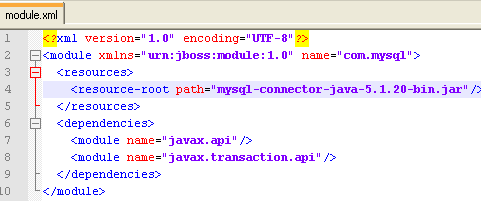 module.xml
1 <?xml version="1.0" encoding="UTF-8"?>
2 <module xmlns="urn:jboss:module:1.0" name="com.mysql">
3 <resources>
4 <resource-root path="mysql-connector-java-5.1.20-bin.jar"/>
5 </resources>
6 <dependencies>
7 <module name="javax.api"/>
8 <module name="javax.transaction.api"/>
9 </dependencies>
10 </module>